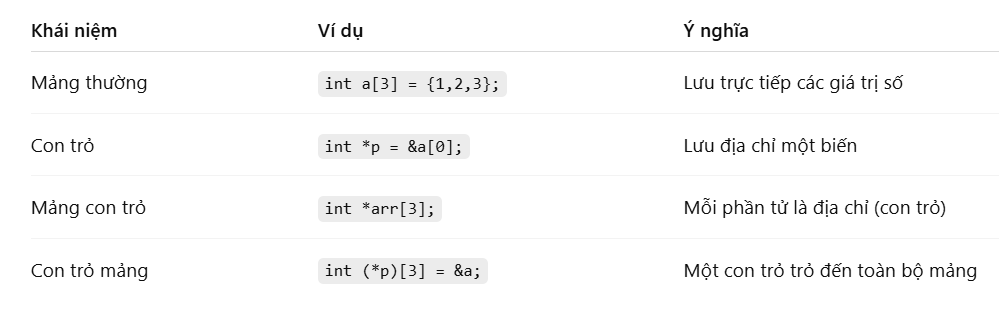 Khái niệm Ví dụ Ý nghĩa
Mảng thường int a[3] = {1,2,3}; Lưu trực tiếp các giá trị số
Con trỏ int *p = &a[0]; Lưu địa chỉ một biến
Mảng con trỏ int *arr[3]; Mỗi phần tử là địa chỉ (con trỏ)
Con trỏ mảng int (*p)[3] = &a; Một con trỏ trỏ đến toàn bộ mảng